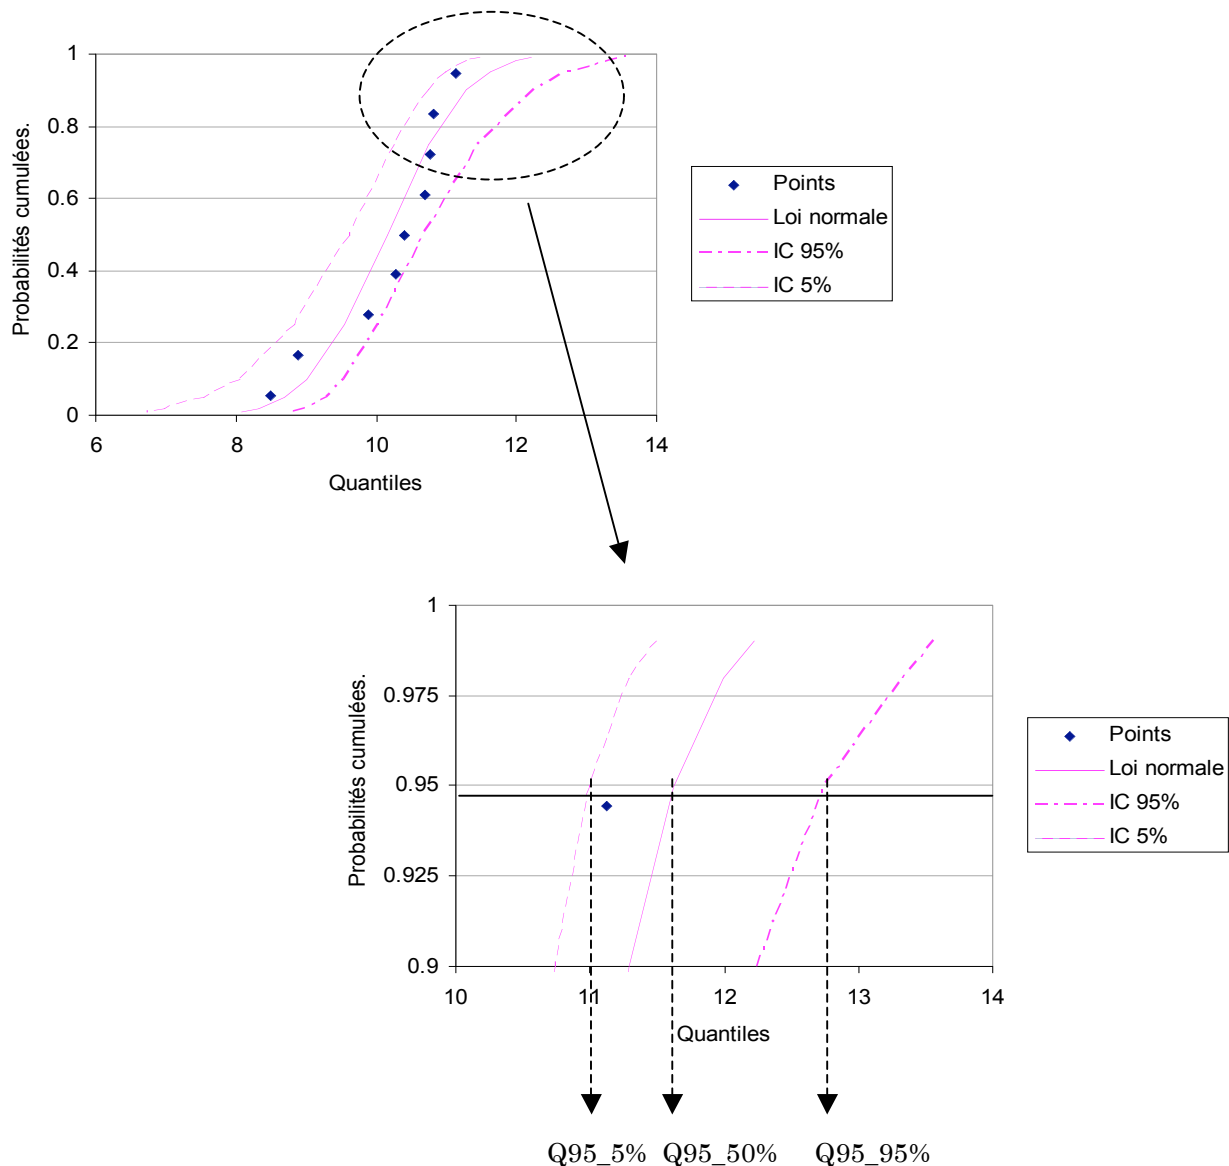 1
0.8
0.6
0.4
0.2
0
Probabilités cumulées.
6 8 10 12 14
Quantiles
Points
Loi normale
IC 95%
IC 5%
1
0.975
0.95
0.925
0.9
Probabilités cumulées.
10 11 12 13 14
Quantiles
Points
Loi normale
IC 95%
IC 5%
Q95_5% Q95_50% Q95_95%